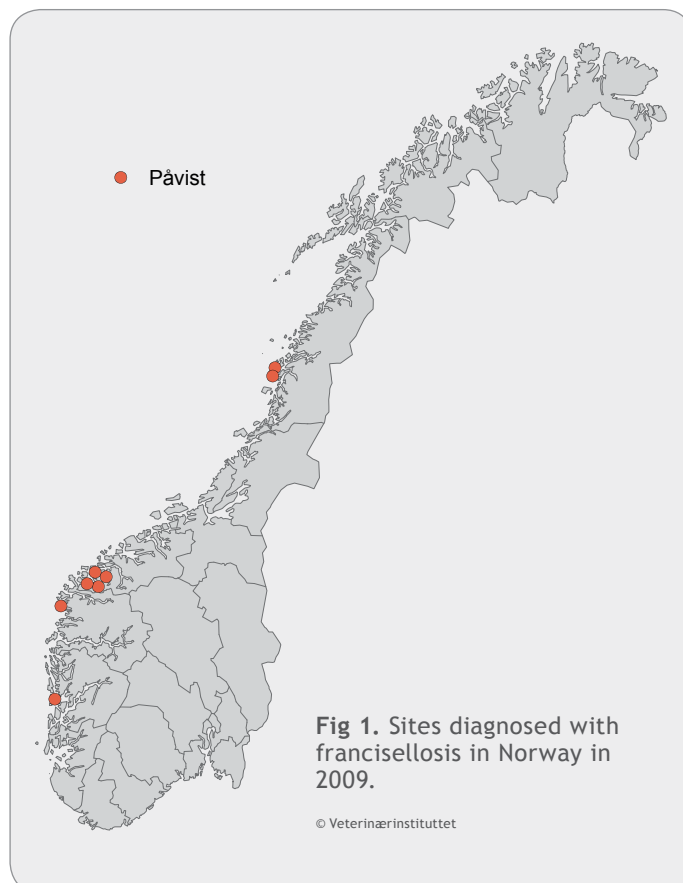 Påvist
Fig 1. Sites diagnosed with
francisellosis in Norway in
2009.
© Veterinærinstituttet